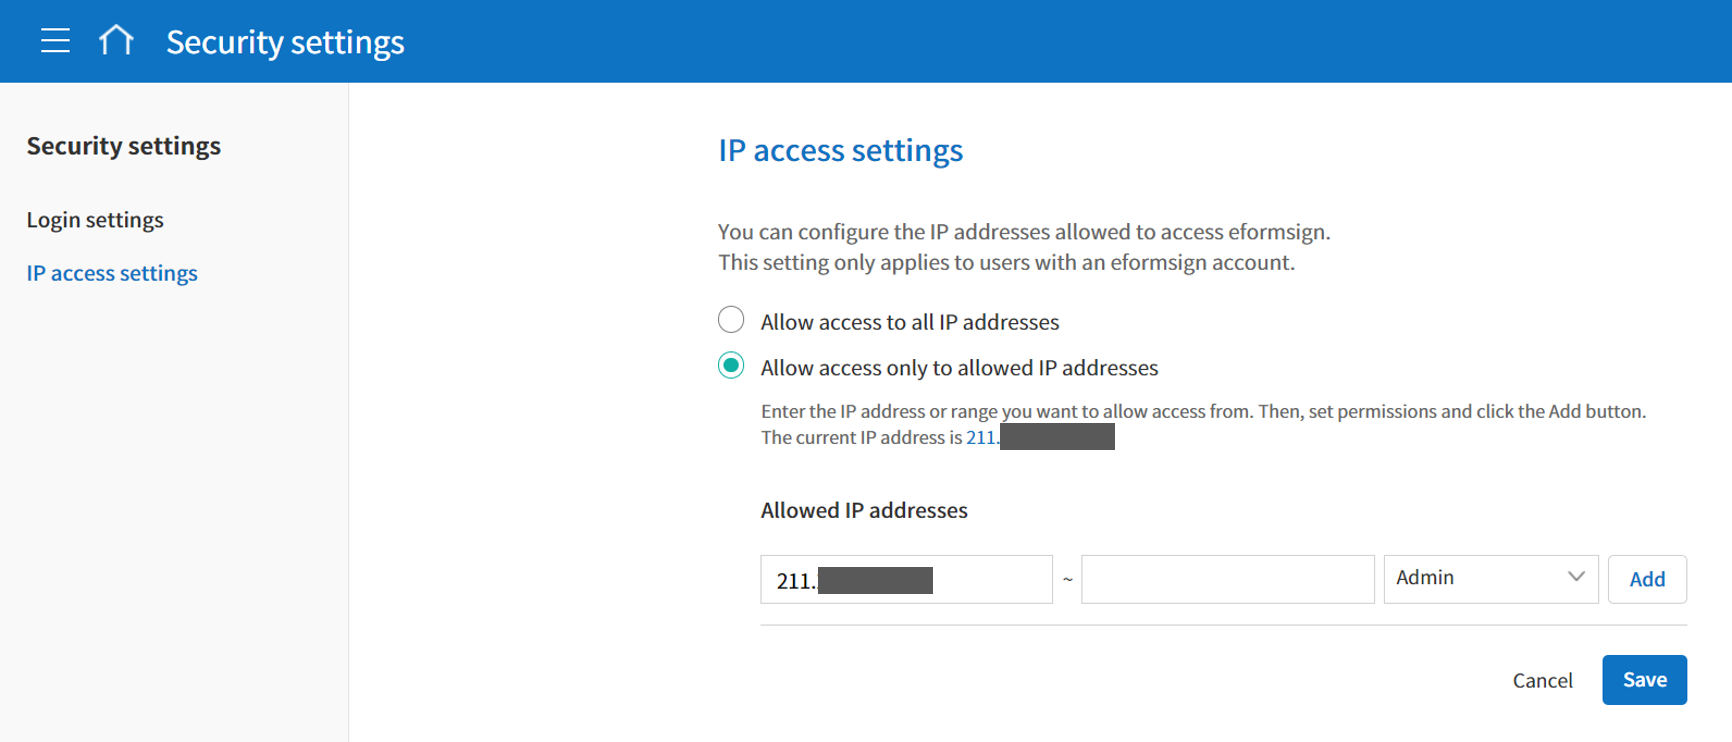 Security settings
Security settings
Login settings
IP access settings
IP access settings
You can configure the IP addresses allowed to access eformsign.
This setting only applies to users with an eformsign account.
Allow access to all IP addresses
Allow access only to allowed IP addresses
Enter the IP address or range you want to allow access from. Then, set permissions and click the Add button.
The current IP address is 211.
Allowed IP addresses
211. ~ Admin Add
Cancel Save